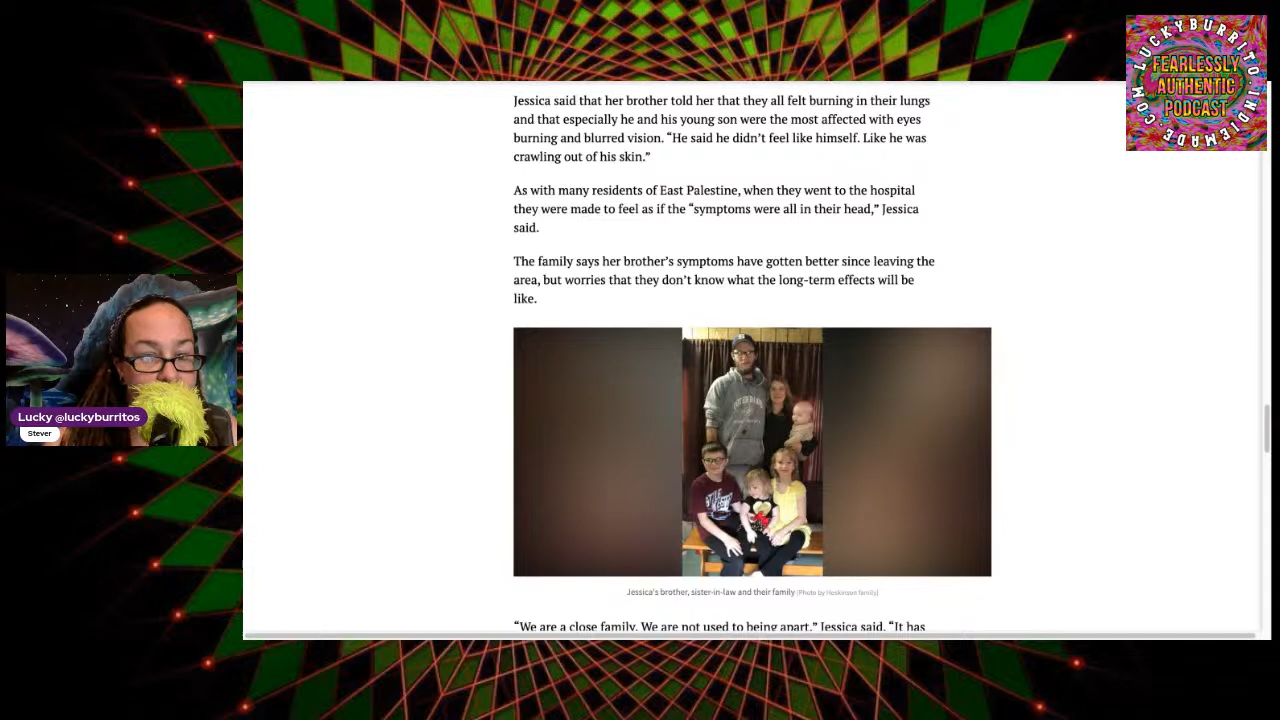 LUCKYBURRITO.INDIEMADE.COM
FEARLESSLY
AUTHENTIC
PODCAST
Jessica said that her brother told her that they all felt burning in their lungs
and that especially he and his young son were the most affected with eyes
burning and blurred vision. “He said he didn’t feel like himself. Like he was
crawling out of his skin.”
As with many residents of East Palestine, when they went to the hospital
they were made to feel as if the “symptoms were all in their head,” Jessica
said.
The family says her brother’s symptoms have gotten better since leaving the
area, but worries that they don’t know what the long-term effects will be
like.
Lucky @luckyburritos
Stever
Jessica's brother, sister-in-law and their family (Photo by Hoskinson family)
“We are a close family. We are not used to being apart,” Jessica said. “It has